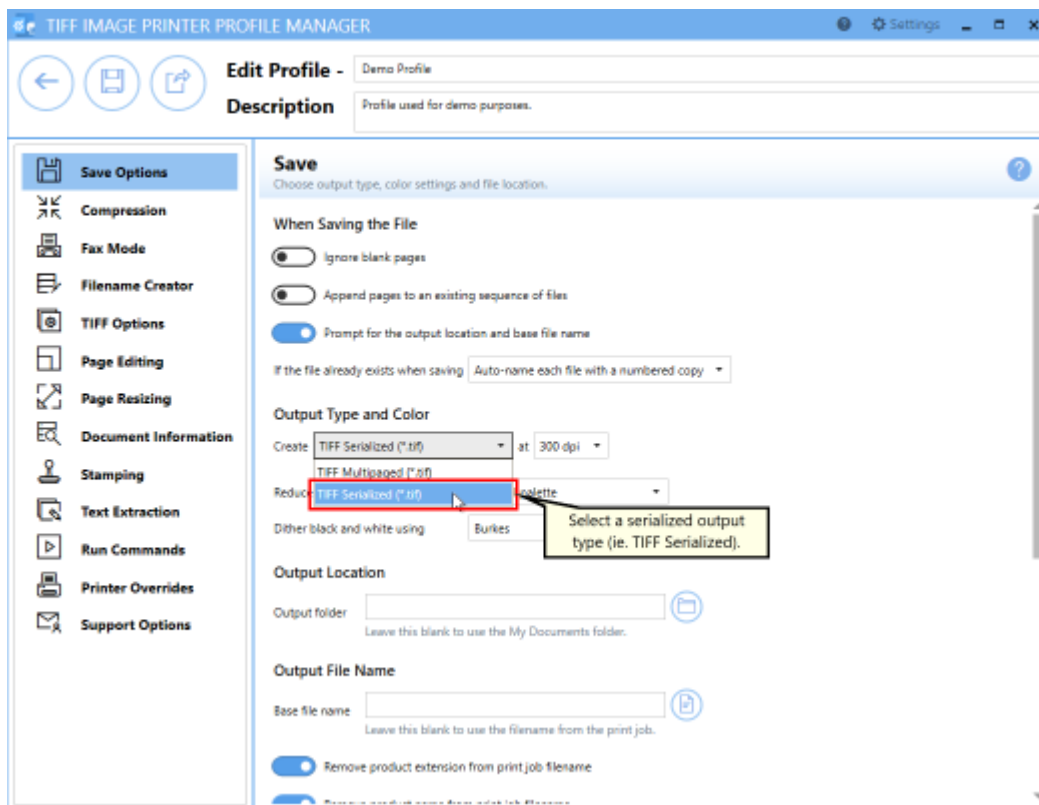 TIFF IMAGE PRINTER PROFILE MANAGER
Settings
Edit Profile - Demo Profile
Description Profile used for demo purposes.
Save Options
Compression
Fax Mode
Filename Creator
TIFF Options
Page Editing
Page Resizing
Document Information
Stamping
Text Extraction
Run Commands
Printer Overrides
Support Options
Save
Choose output type, color settings and file location.
When Saving the File
Ignore blank pages
Append pages to an existing sequence of files
Prompt for the output location and base file name
If the file already exists when saving Auto-name each file with a numbered copy
Output Type and Color
Create TIFF Serialized (*.tif) at 300 dpi
TIFF Multipaged (*.tif)
Reduc TIFF Serialized (*.tif) palette
Select a serialized output
type (ie. TIFF Serialized).
Dither black and white using Burkes
Output Location
Output folder
Leave this blank to use the My Documents folder.
Output File Name
Base file name
Leave this blank to use the filename from the print job.
Remove product extension from print job filename
Remove product name from print job filename